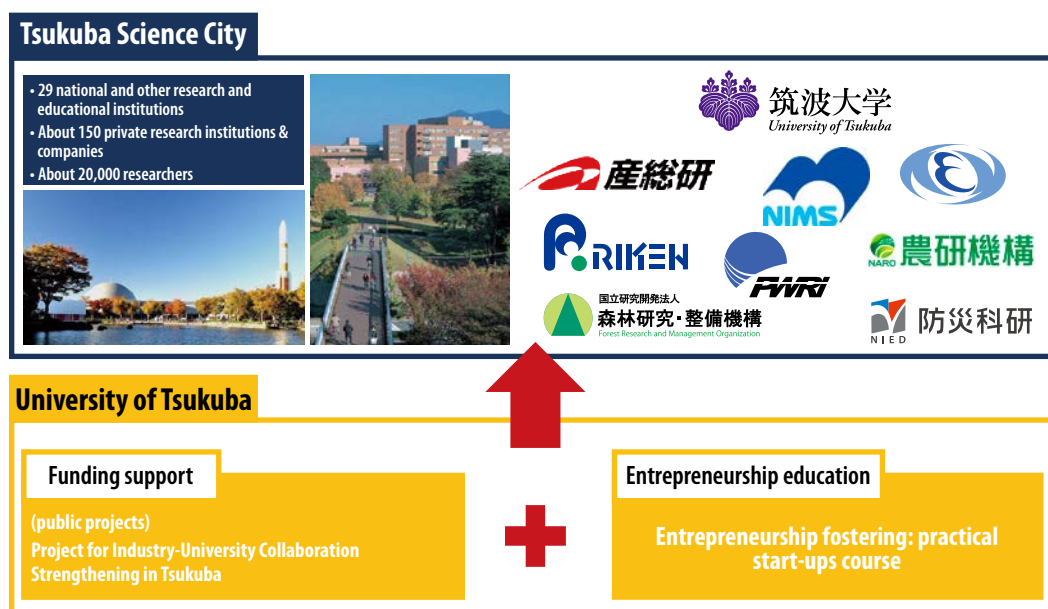 Tsukuba Science City
• 29 national and other research and
educational institutions
• About 150 private research institutions &
companies
• About 20,000 researchers
筑波大学
University of Tsukuba
産総研
NIMS
RIKEN
PWRI
NARO 農研機構
国立研究開発法人
森林研究・整備機構
Forest Research and Management Organization
NIED 防災科研
University of Tsukuba
Funding support
(public projects)
Project for Industry-University Collaboration
Strengthening in Tsukuba
Entrepreneurship education
Entrepreneurship fostering: practical
start-ups course